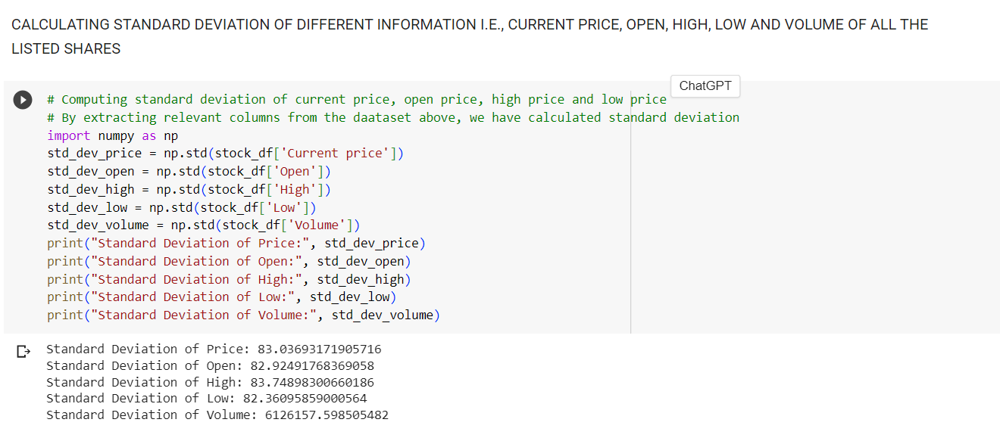 CALCULATING STANDARD DEVIATION OF DIFFERENT INFORMATION I.E., CURRENT PRICE, OPEN, HIGH, LOW AND VOLUME OF ALL THE
LISTED SHARES
ChatGPT
# Computing standard deviation of current price, open price, high price and low price
# By extracting relevant columns from the daataset above, we have calculated standard deviation
import numpy as np
std_dev_price = np.std(stock_df['Current price'])
std_dev_open = np.std(stock_df['Open'])
std_dev_high = np.std(stock_df['High'])
std_dev_low = np.std(stock_df['Low'])
std_dev_volume = np.std(stock_df['Volume'])
print("Standard Deviation of Price:", std_dev_price)
print("Standard Deviation of Open:", std_dev_open)
print("Standard Deviation of High:", std_dev_high)
print("Standard Deviation of Low:", std_dev_low)
print("Standard Deviation of Volume:", std_dev_volume)
Standard Deviation of Price: 83.03693171905716
Standard Deviation of Open: 82.92491768369058
Standard Deviation of High: 83.74898300660186
Standard Deviation of Low: 82.36095859000564
Standard Deviation of Volume: 6126157.598505482